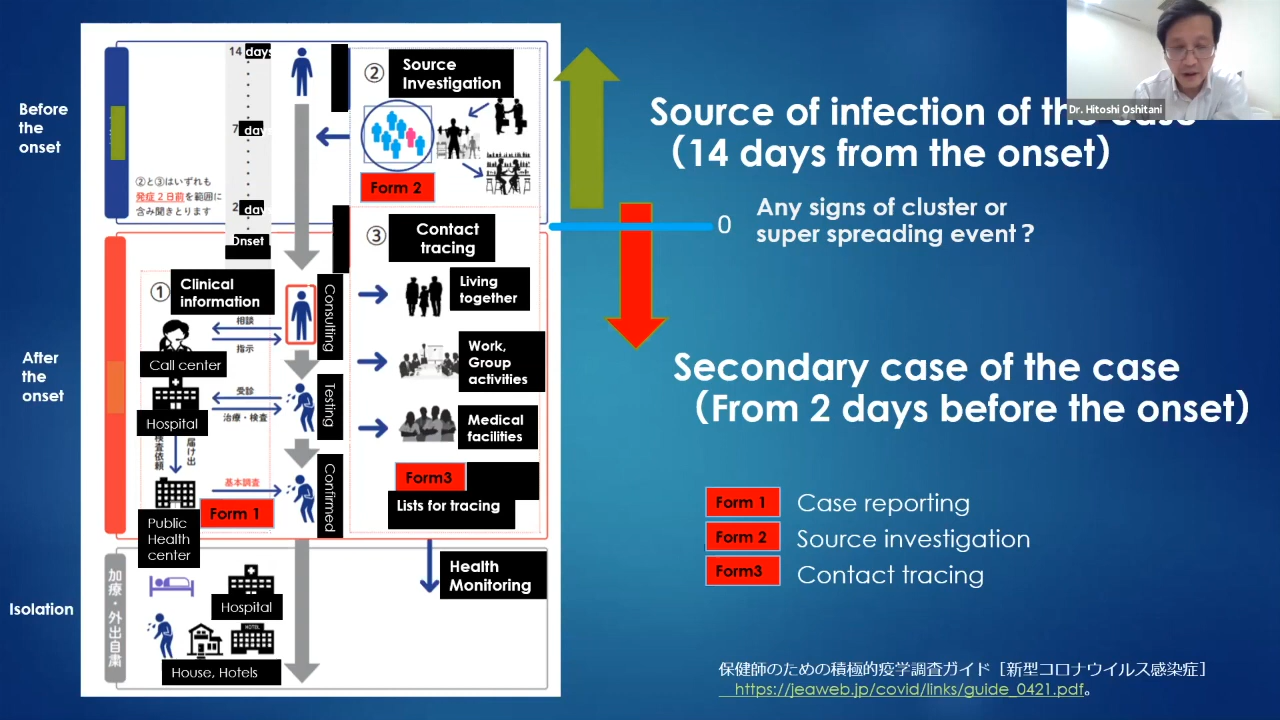 Before
the
onset
After
the
onset
Isolation
14 days
7 day
2 day
Onset
②と③はいずれも
発症2日前を範囲に
含み聞きとります
②
Source
Investigation
Form 2
③
Contact
tracing
Living
together
Work,
Group
activities
Medical
facilities
Form3
Lists for tracing
①
Clinical
information
相談
指示
Call center
受診
治療・検査
Hospital
検査依頼
届け出
基本調査
Form 1
Public
Health
center
Consulting
Testing
Confirmed
Health
Monitoring
加療・外出自粛
Hospital
HOTEL
House, Hotels
Dr. Hitoshi Oshitani
Source of infection of the case
(14 days from the onset)
0
Any signs of cluster or
super spreading event?
Secondary case of the case
(From 2 days before the onset)
Form 1 Case reporting
Form 2 Source investigation
Form3 Contact tracing
保健師のための積極的疫学調査ガイド[新型コロナウイルス感染症]
https://jeaweb.jp/covid/links/guide_0421.pdf。